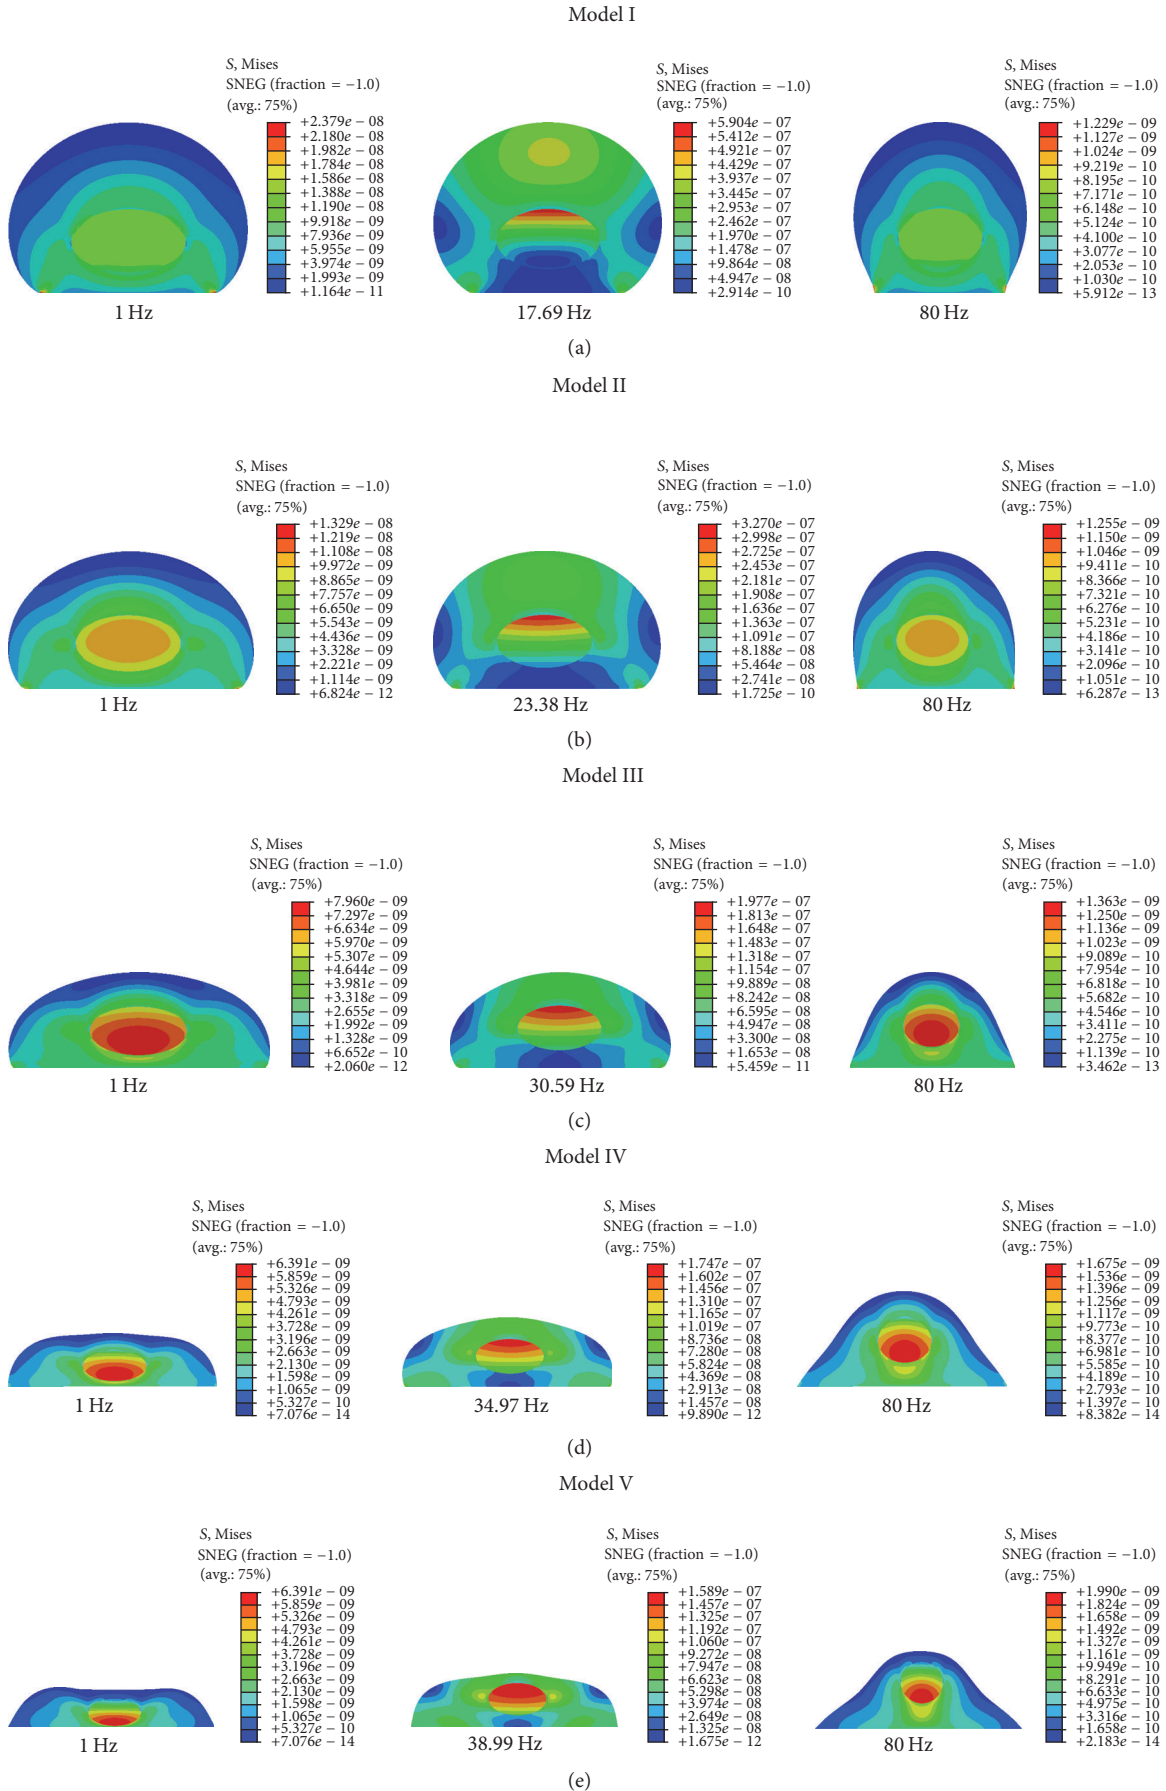 Model I
S, Mises
SNEG (fraction = −1.0)
(avg.: 75%)
+2.379e − 08
+2.180e − 08
+1.982e − 08
+1.784e − 08
+1.586e − 08
+1.388e − 08
+1.190e − 08
+9.918e − 09
+7.936e − 09
+5.955e − 09
+3.974e − 09
+1.993e − 09
+1.164e − 11
1 Hz
S, Mises
SNEG (fraction = −1.0)
(avg.: 75%)
+5.904e − 07
+5.412e − 07
+4.921e − 07
+4.429e − 07
+3.937e − 07
+3.445e − 07
+2.953e − 07
+2.462e − 07
+1.970e − 07
+1.478e − 07
+9.864e − 08
+4.947e − 08
+2.914e − 10
17.69 Hz
S, Mises
SNEG (fraction = −1.0)
(avg.: 75%)
+1.229e − 09
+1.127e − 09
+1.024e − 09
+9.219e − 10
+8.195e − 10
+7.171e − 10
+6.148e − 10
+5.124e − 10
+4.100e − 10
+3.077e − 10
+2.053e − 10
+1.030e − 10
+5.912e − 13
80 Hz
(a)
Model II
S, Mises
SNEG (fraction = −1.0)
(avg.: 75%)
+1.329e − 08
+1.219e − 08
+1.108e − 08
+9.972e − 09
+8.865e − 09
+7.757e − 09
+6.650e − 09
+5.543e − 09
+4.436e − 09
+3.328e − 09
+2.221e − 09
+1.114e − 09
+6.824e − 12
1 Hz
S, Mises
SNEG (fraction = −1.0)
(avg.: 75%)
+3.270e − 07
+2.998e − 07
+2.725e − 07
+2.453e − 07
+2.181e − 07
+1.908e − 07
+1.636e − 07
+1.363e − 07
+1.091e − 07
+8.188e − 08
+5.464e − 08
+2.741e − 08
+1.725e − 10
23.38 Hz
S, Mises
SNEG (fraction = −1.0)
(avg.: 75%)
+1.255e − 09
+1.150e − 09
+1.046e − 09
+9.411e − 10
+8.366e − 10
+7.321e − 10
+6.276e − 10
+5.231e − 10
+4.186e − 10
+3.141e − 10
+2.096e − 10
+1.051e − 10
+6.287e − 13
80 Hz
(b)
Model III
S, Mises
SNEG (fraction = −1.0)
(avg.: 75%)
+7.960e − 09
+7.297e − 09
+6.634e − 09
+5.970e − 09
+5.307e − 09
+4.644e − 09
+3.981e − 09
+3.318e − 09
+2.655e − 09
+1.992e − 09
+1.328e − 09
+6.652e − 10
+2.060e − 12
1 Hz
S, Mises
SNEG (fraction = −1.0)
(avg.: 75%)
+1.977e − 07
+1.813e − 07
+1.648e − 07
+1.483e − 07
+1.318e − 07
+1.154e − 07
+9.889e − 08
+8.242e − 08
+6.595e − 08
+4.947e − 08
+3.300e − 08
+1.653e − 08
+5.459e − 11
30.59 Hz
S, Mises
SNEG (fraction = −1.0)
(avg.: 75%)
+1.363e − 09
+1.250e − 09
+1.136e − 09
+1.023e − 09
+9.089e − 10
+7.954e − 10
+6.818e − 10
+5.682e − 10
+4.546e − 10
+3.411e − 10
+2.275e − 10
+1.139e − 10
+3.462e − 13
80 Hz
(c)
Model IV
S, Mises
SNEG (fraction = −1.0)
(avg.: 75%)
+6.391e − 09
+5.859e − 09
+5.326e − 09
+4.793e − 09
+4.261e − 09
+3.728e − 09
+3.196e − 09
+2.663e − 09
+2.130e − 09
+1.598e − 09
+1.065e − 09
+5.327e − 10
+7.076e − 14
1 Hz
S, Mises
SNEG (fraction = −1.0)
(avg.: 75%)
+1.747e − 07
+1.602e − 07
+1.456e − 07
+1.310e − 07
+1.165e − 07
+1.019e − 07
+8.736e − 08
+7.280e − 08
+5.824e − 08
+4.369e − 08
+2.913e − 08
+1.457e − 08
+9.890e − 12
34.97 Hz
S, Mises
SNEG (fraction = −1.0)
(avg.: 75%)
+1.675e − 09
+1.536e − 09
+1.396e − 09
+1.256e − 09
+1.117e − 09
+9.773e − 10
+8.377e − 10
+6.981e − 10
+5.585e − 10
+4.189e − 10
+2.793e − 10
+1.397e − 10
+8.382e − 14
80 Hz
(d)
Model V
S, Mises
SNEG (fraction = −1.0)
(avg.: 75%)
+6.391e − 09
+5.859e − 09
+5.326e − 09
+4.793e − 09
+4.261e − 09
+3.728e − 09
+3.196e − 09
+2.663e − 09
+2.130e − 09
+1.598e − 09
+1.065e − 09
+5.327e − 10
+7.076e − 14
1 Hz
S, Mises
SNEG (fraction = −1.0)
(avg.: 75%)
+1.589e − 07
+1.457e − 07
+1.325e − 07
+1.192e − 07
+1.060e − 07
+9.272e − 08
+7.947e − 08
+6.623e − 08
+5.298e − 08
+3.974e − 08
+2.649e − 08
+1.325e − 08
+1.675e − 12
38.99 Hz
S, Mises
SNEG (fraction = −1.0)
(avg.: 75%)
+1.990e − 09
+1.824e − 09
+1.658e − 09
+1.492e − 09
+1.327e − 09
+1.161e − 09
+9.949e − 10
+8.291e − 10
+6.633e − 10
+4.975e − 10
+3.316e − 10
+1.658e − 10
+2.183e − 14
80 Hz
(e)